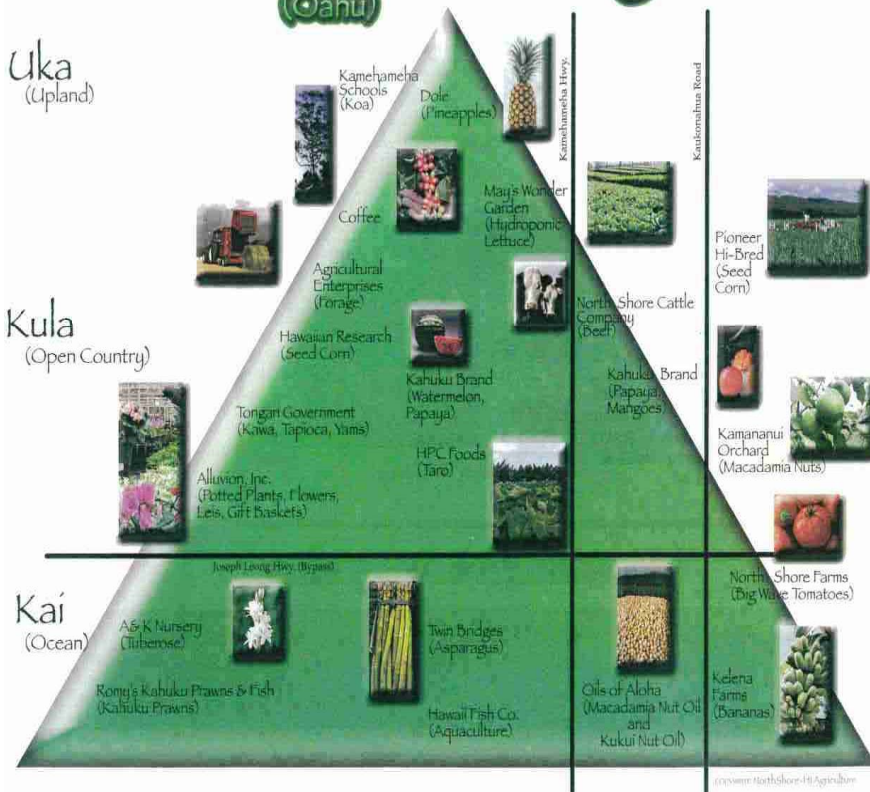 (Oahu)
Uka
(Upland)
Kamehameha
Schools
(Koa)
Dole
(Pineapples)
Kamehameha Hwy.
Kaukonahua Road
Coffee
May's Wonder
Garden
(Hydroponic
Lettuce)
Pioneer
Hi-Bred
(Seed
Corn)
Agricultural
Enterprises
(Forage)
North Shore Cattle
Company
(Beef)
Kula
(Open Country)
Hawaiian Research
(Seed Corn)
Kahuku Brand
(Watermelon,
Papaya)
Kahuku Brand
(Papaya,
Mangoes)
Tongan Government
(Kawa, Tapioca, Yams)
Kamananui
Orchard
(Macadamia Nuts)
HPC Foods
(Taro)
Alluvion, Inc.
(Potted Plants, Flowers,
Leis, Gift Baskets)
Joseph Leong Hwy. (Bypass)
North Shore Farms
(Big Wave Tomatoes)
Kai
(Ocean)
A& K Nursery
(Tuberose)
Twin Bridges
(Asparagus)
Romy's Kahuku Prawns & Fish
(Kahuku Prawns)
Hawaii Fish Co.
(Aquaculture)
Oils of Aloha
(Macadamia Nut Oil
and
Kukui Nut Oil)
Kelena
Farms
(Bananas)
NorthShore-Hi Agriculture